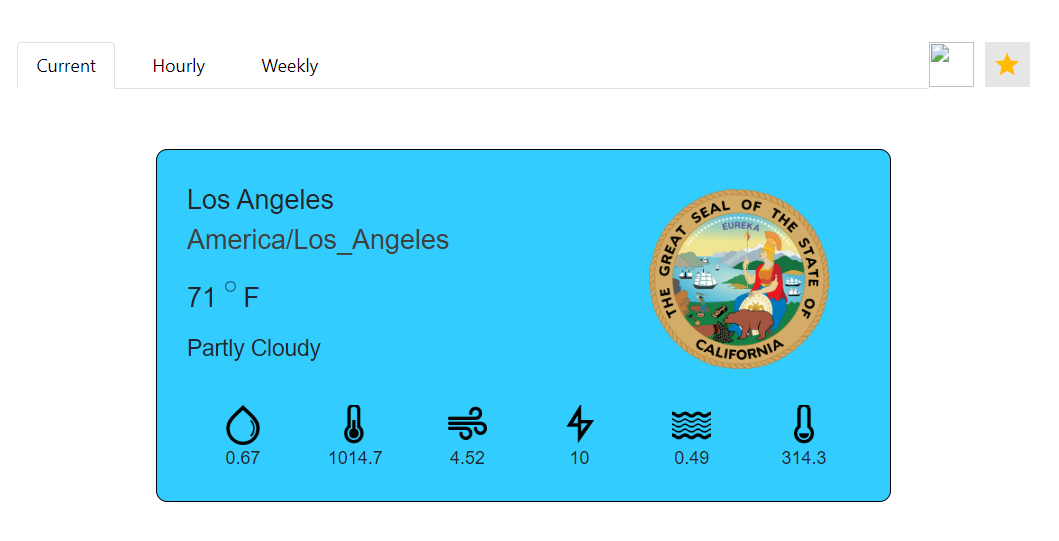 Current Hourly Weekly
Los Angeles
America/Los_Angeles
71 ° F
Partly Cloudy
THE GREAT SEAL OF THE STATE OF CALIFORNIA
EUREKA
0.67 1014.7 4.52 10 0.49 314.3